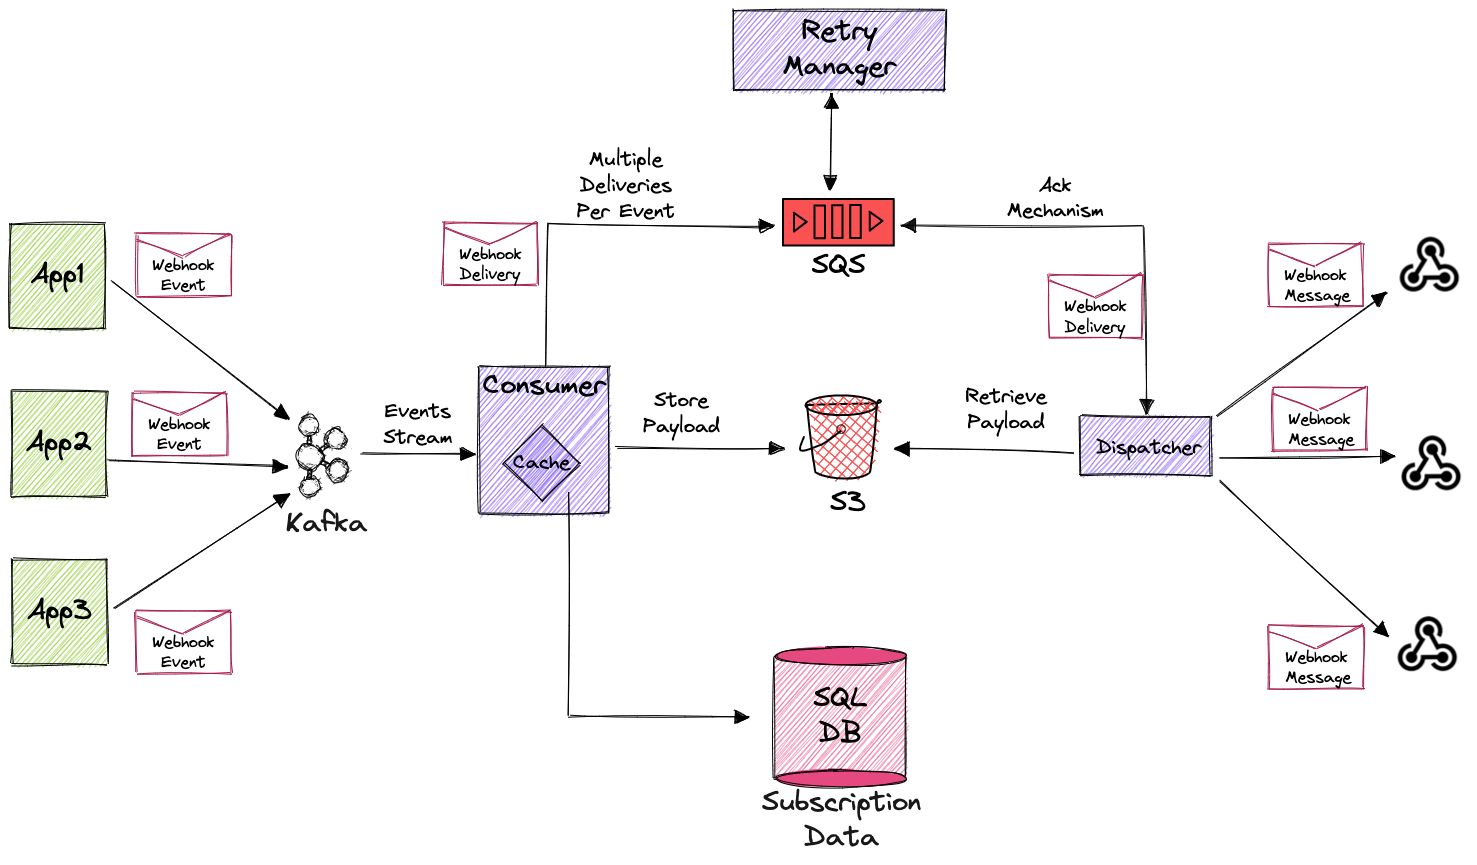 Retry
Manager
Multiple
Deliveries
Per Event
Ack
Mechanism
SQS
App1
Webhook
Event
Webhook
Delivery
Webhook
Delivery
Webhook
Message
App2
Webhook
Event
Kafka
Events
Stream
Consumer
Cache
Store
Payload
S3
Retrieve
Payload
Dispatcher
Webhook
Message
App3
Webhook
Event
Webhook
Message
SQL
DB
Subscription
Data